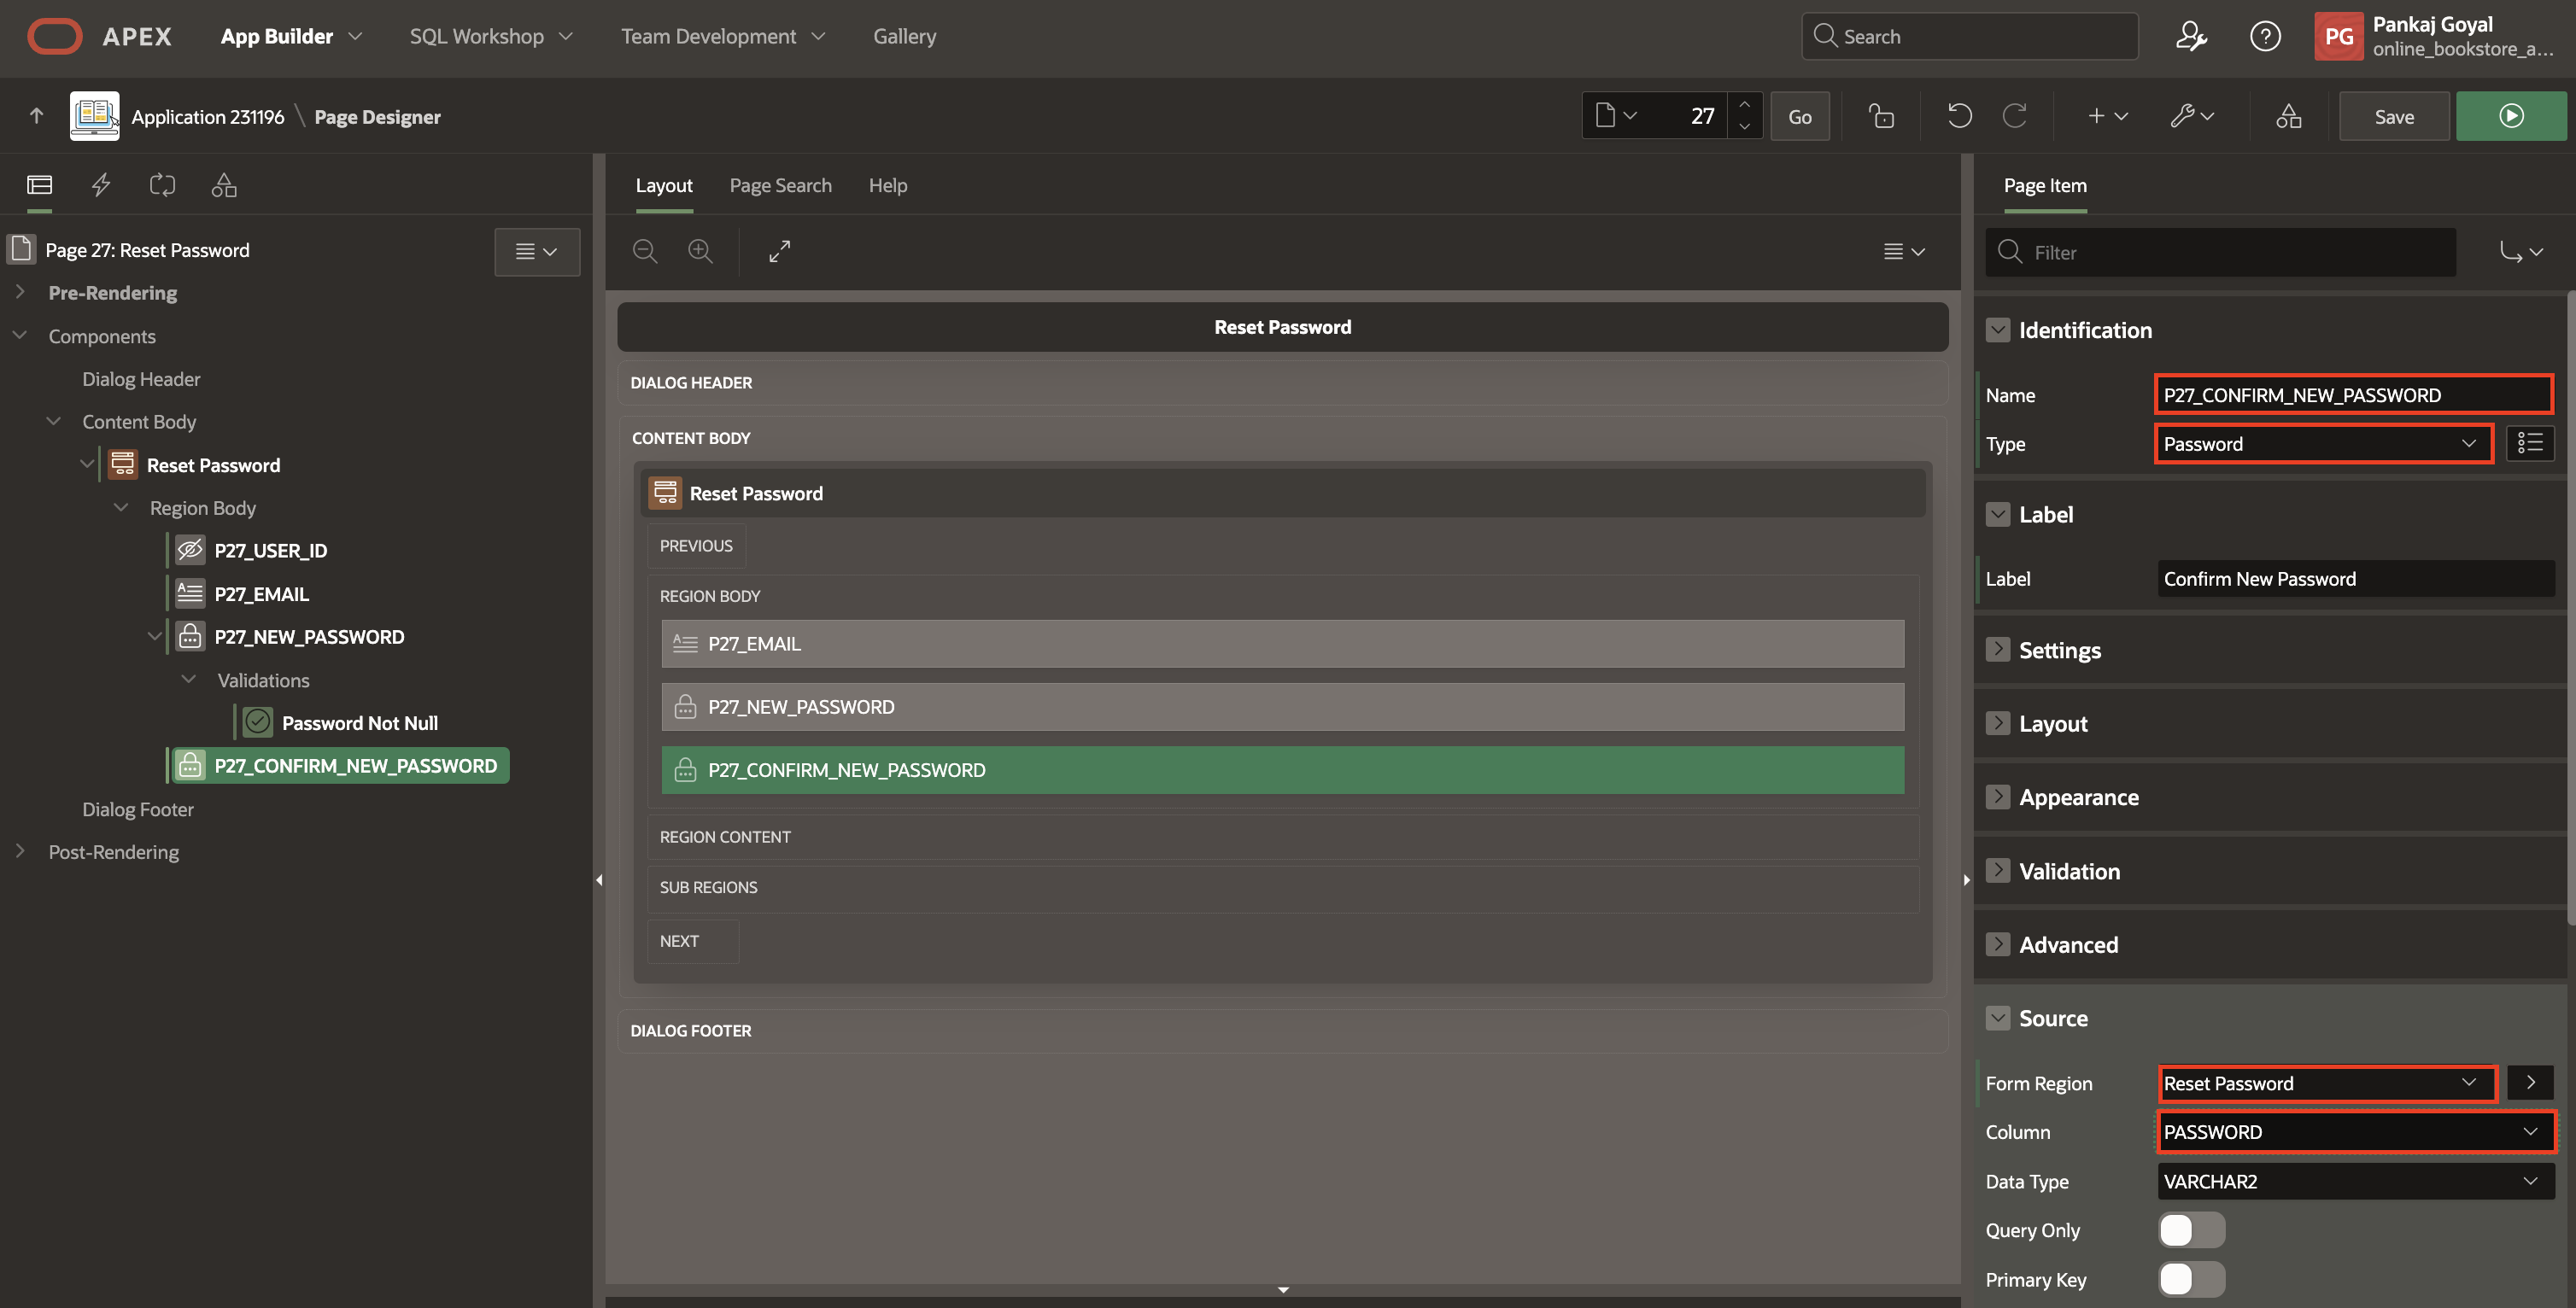 APEX App Builder SQL Workshop Team Development Gallery Search PG Pankaj Goyal
online_bookstore_a...
Application 231196 \ Page Designer 27 Go Save
Layout Page Search Help
Page Item
Page 27: Reset Password
Pre-Rendering
Components
Dialog Header
Content Body
Reset Password
Region Body
P27_USER_ID
P27_EMAIL
P27_NEW_PASSWORD
Validations
Password Not Null
P27_CONFIRM_NEW_PASSWORD
Dialog Footer
Post-Rendering
Reset Password
DIALOG HEADER
CONTENT BODY
Reset Password
PREVIOUS
REGION BODY
P27_EMAIL
P27_NEW_PASSWORD
P27_CONFIRM_NEW_PASSWORD
REGION CONTENT
SUB REGIONS
NEXT
DIALOG FOOTER
Filter
Identification
Name P27_CONFIRM_NEW_PASSWORD
Type Password
Label
Label Confirm New Password
Settings
Layout
Appearance
Validation
Advanced
Source
Form Region Reset Password
Column PASSWORD
Data Type VARCHAR2
Query Only
Primary Key